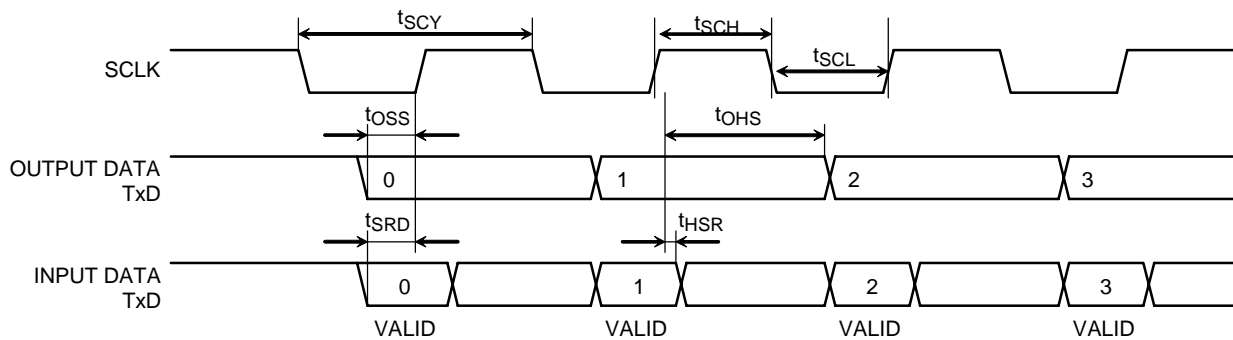 tSCY
tSCH
SCLK
tSCL
tOSS
tOHS
OUTPUT DATA
TxD
0
1
2
3
tSRD
tHSR
INPUT DATA
TxD
0
1
2
3
VALID
VALID
VALID
VALID